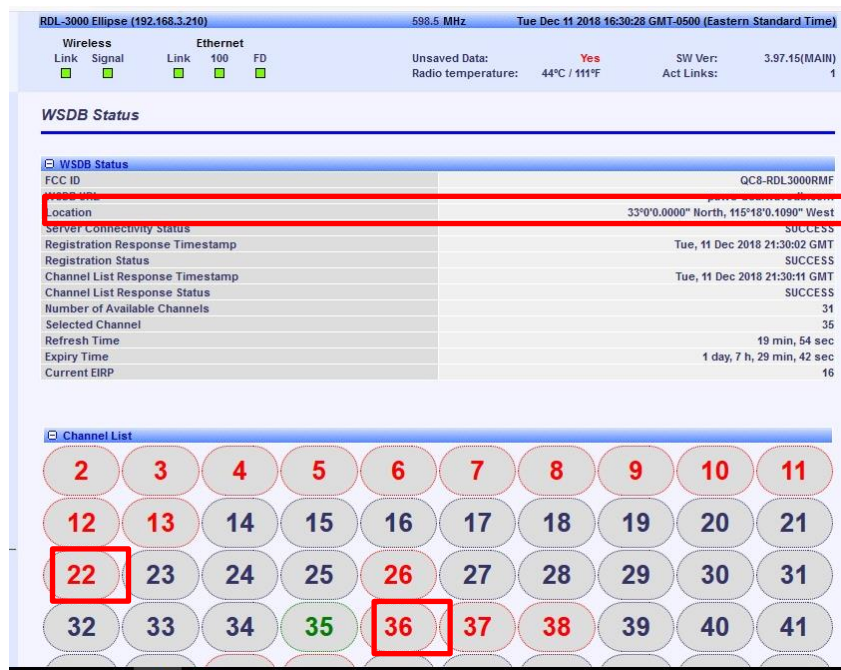 RDL-3000 Ellipse (192.168.3.210) 598.5 MHz Tue Dec 11 2018 16:30:28 GMT-0500 (Eastern Standard Time)
Wireless Ethernet
Link Signal Link 100 FD Unsaved Data: Yes SW Ver: 3.97.15(MAIN)
Radio temperature: 44ºC / 111ºF Act Links: 1
WSDB Status
WSDB Status
FCC ID QC8-RDL3000RMF
Location 33º0'0.0000" North, 115º18'0.1090" West
Server Connectivity Status SUCCESS
Registration Response Timestamp Tue, 11 Dec 2018 21:30:02 GMT
Registration Status SUCCESS
Channel List Response Timestamp Tue, 11 Dec 2018 21:30:11 GMT
Channel List Response Status SUCCESS
Number of Available Channels 31
Selected Channel 35
Refresh Time 19 min, 54 sec
Expiry Time 1 day, 7 h, 29 min, 42 sec
Current EIRP 16
Channel List
2 3 4 5 6 7 8 9 10 11
12 13 14 15 16 17 18 19 20 21
22 23 24 25 26 27 28 29 30 31
32 33 34 35 36 37 38 39 40 41